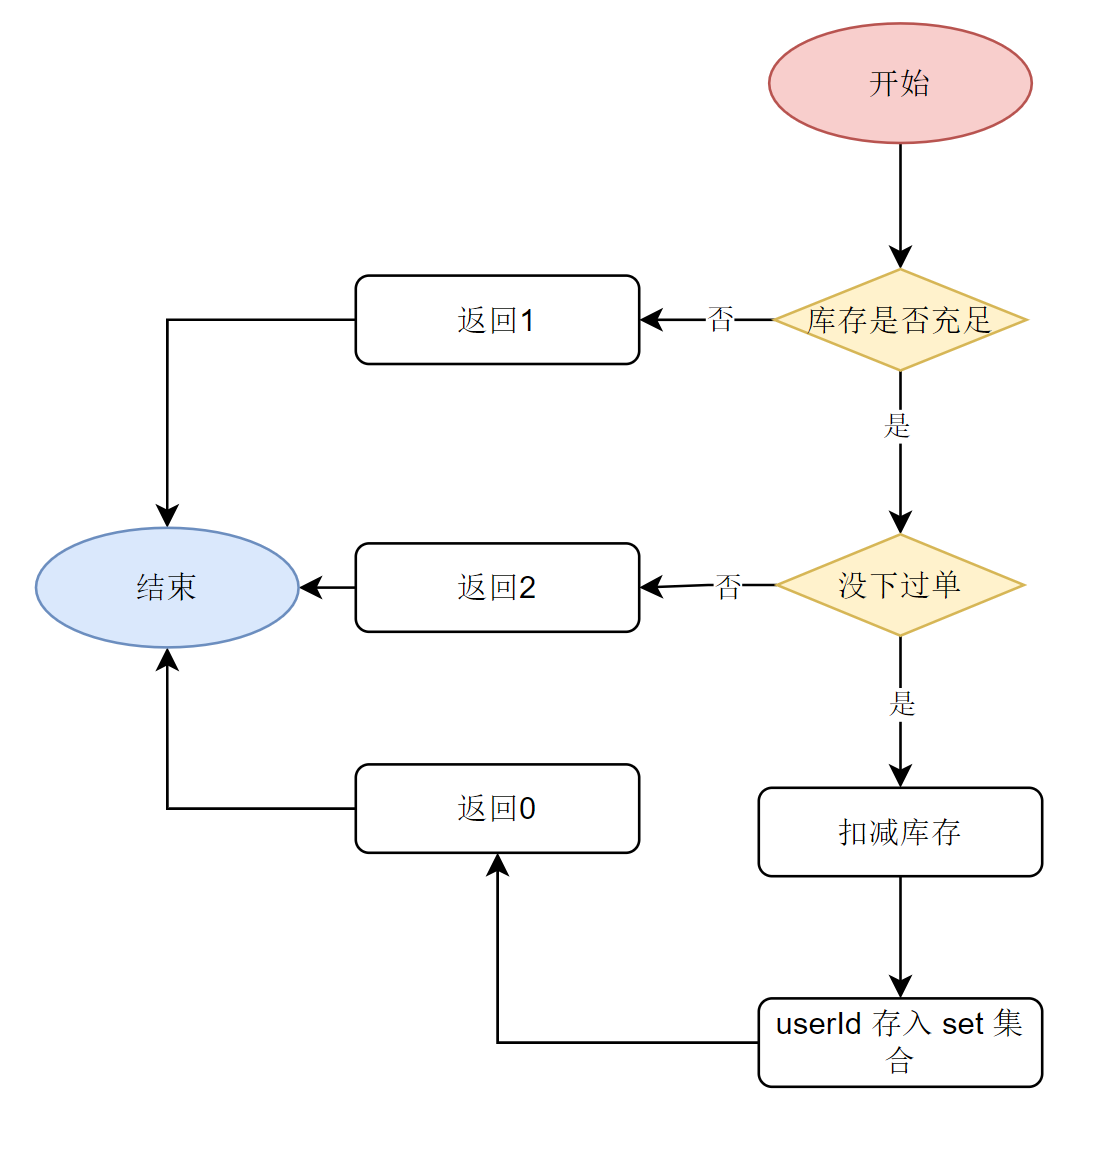 开始
库存是否充足
否
返回1
是
没下过单
否
返回2
结束
是
扣减库存
返回0
userId 存入 set 集
合